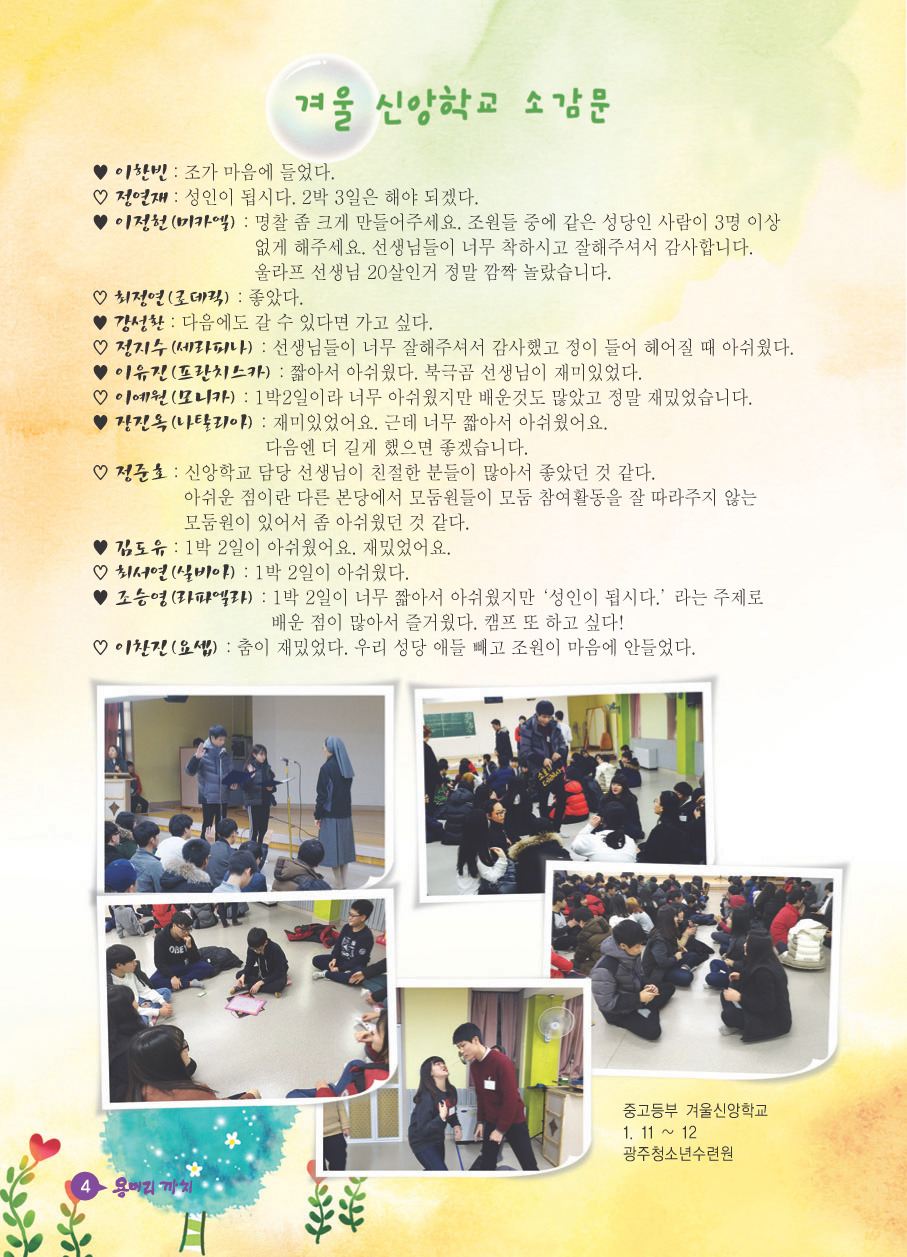 겨울 신앙학교 소감문
♥ 이한빈 : 조가 마음에 들었다.
♡ 정연재 : 성인이 됩시다. 2박 3일은 해야 되겠다.
♥ 이정헌(미카엘) : 명찰 좀 크게 만들어주세요. 조원들 중에 같은 성당인 사람이 3명 이상
없게 해주세요. 선생님들이 너무 착하시고 잘해주셔서 감사합니다.
울라프 선생님 20살인거 정말 깜짝 놀랐습니다.
♡ 최정연(로데릭) : 좋았다.
♥ 강성환 : 다음에도 갈 수 있다면 가고 싶다.
♡ 정지수(세라피나) : 선생님들이 너무 잘해주셔서 감사했고 정이 들어 헤어질 때 아쉬웠다.
♥ 이유진(프란치스카) : 짧아서 아쉬웠다. 북극곰 선생님이 재미있었다.
♡ 이예원(모니카) : 1박2일이라 너무 아쉬웠지만 배운것도 많았고 정말 재밌었습니다.
♥ 장진옥(나탈리아) : 재미있었어요. 근데 너무 짧아서 아쉬웠어요.
다음엔 더 길게 했으면 좋겠습니다.
♡ 정준호 : 신앙학교 담당 선생님이 친절한 분들이 많아서 좋았던 것 같다.
아쉬운 점이란 다른 본당에서 모둠원들이 모둠 참여활동을 잘 따라주지 않는
모둠원이 있어서 좀 아쉬웠던 것 같다.
♥ 김도유 : 1박 2일이 아쉬웠어요. 재밌었어요.
♡ 최서연(실비아) : 1박 2일이 아쉬웠다.
♥ 조승영(라파엘라) : 1박 2일이 너무 짧아서 아쉬웠지만 ‘성인이 됩시다.’ 라는 주제로
배운 점이 많아서 즐거웠다. 캠프 또 하고 싶다!
♡ 이찬진(요셉) : 춤이 재밌었다. 우리 성당 애들 빼고 조원이 마음에 안들었다.
OBEY
중고등부 겨울신앙학교
1. 11 ~ 12
광주청소년수련원
4 용머리 까치